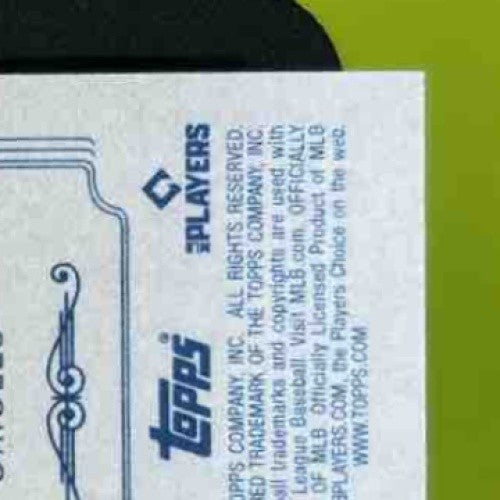 MLB PLAYERS
topps®
OPPS COMPANY, INC. ALL RIGHTS RESERVED.
ED TRADEMARK OF THE TOPPS COMPANY, INC.
all trademarks and copyrights are used with
League Baseball. Visit MLB.com. OFFICIALLY
OF MLB. Officially Licensed Product of MLB
PLAYERS.COM, the Players Choice on the web.
WWW.TOPPS.COM